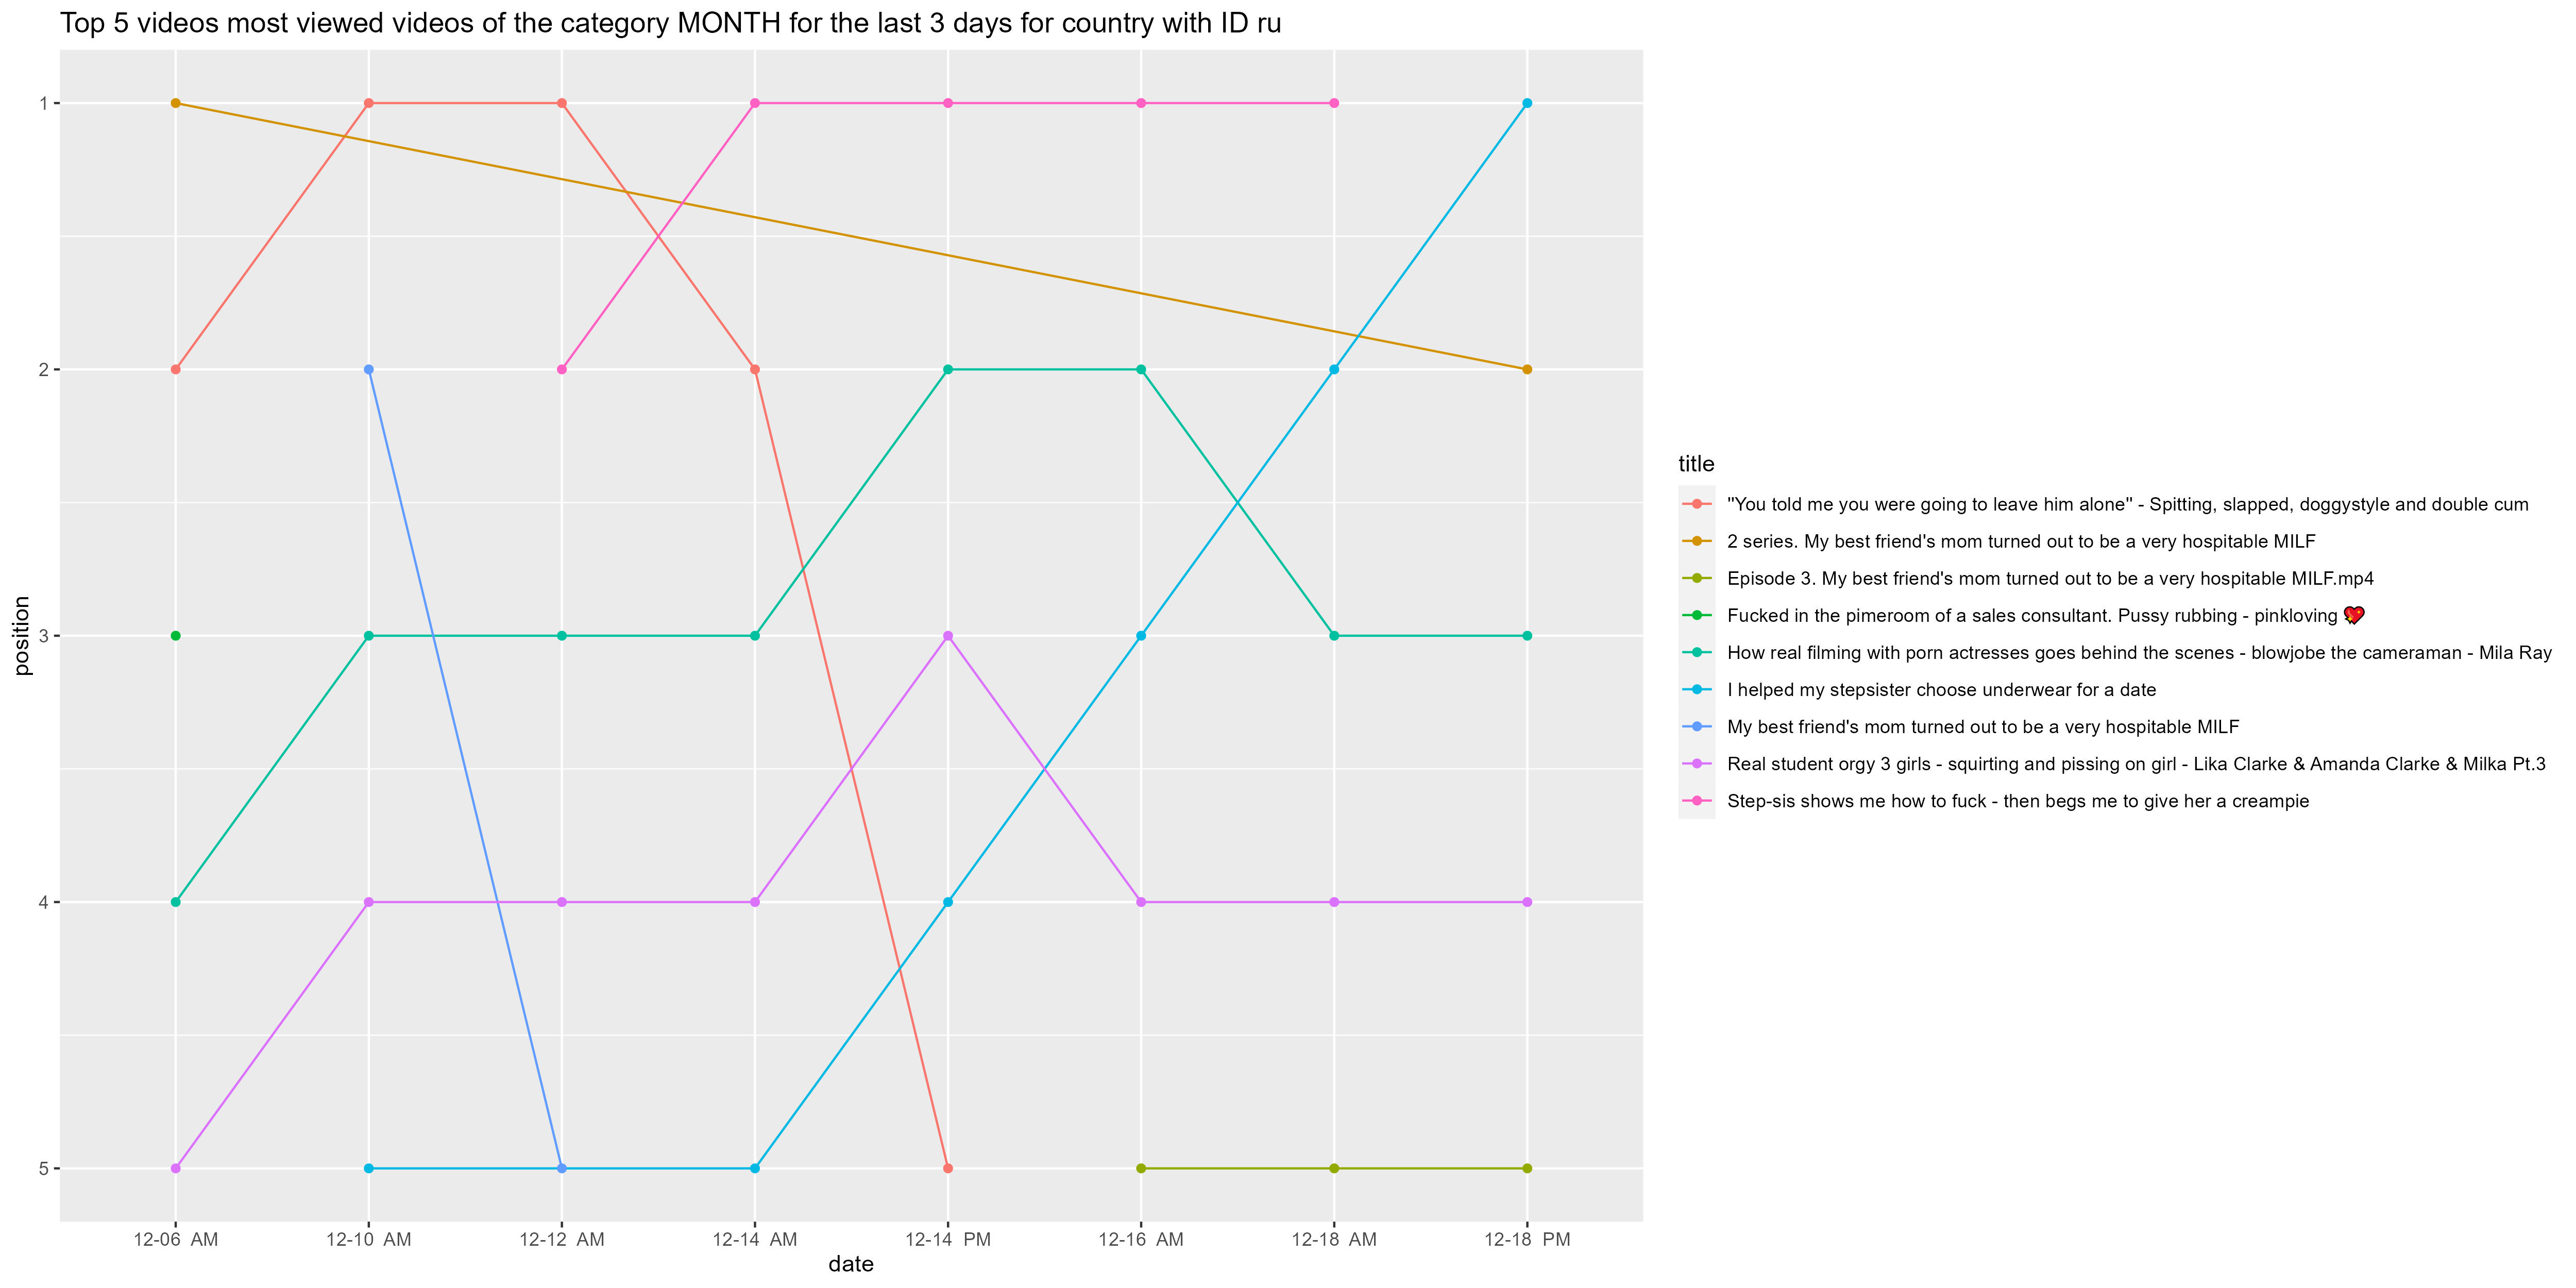 Top 5 videos most viewed videos of the category MONTH for the last 3 days for country with ID ru
position
1
2
3
4
5
12-06 AM
12-10 AM
12-12 AM
12-14 AM
12-14 PM
12-16 AM
12-18 AM
12-18 PM
date
title
"You told me you were going to leave him alone" - Spitting, slapped, doggystyle and double cum
2 series. My best friend's mom turned out to be a very hospitable MILF
Episode 3. My best friend's mom turned out to be a very hospitable MILF.mp4
Fucked in the pimeroom of a sales consultant. Pussy rubbing - pinkloving 💖
How real filming with porn actresses goes behind the scenes - blowjobe the cameraman - Mila Ray
I helped my stepsister choose underwear for a date
My best friend's mom turned out to be a very hospitable MILF
Real student orgy 3 girls - squirting and pissing on girl - Lika Clarke & Amanda Clarke & Milka Pt.3
Step-sis shows me how to fuck - then begs me to give her a creampie